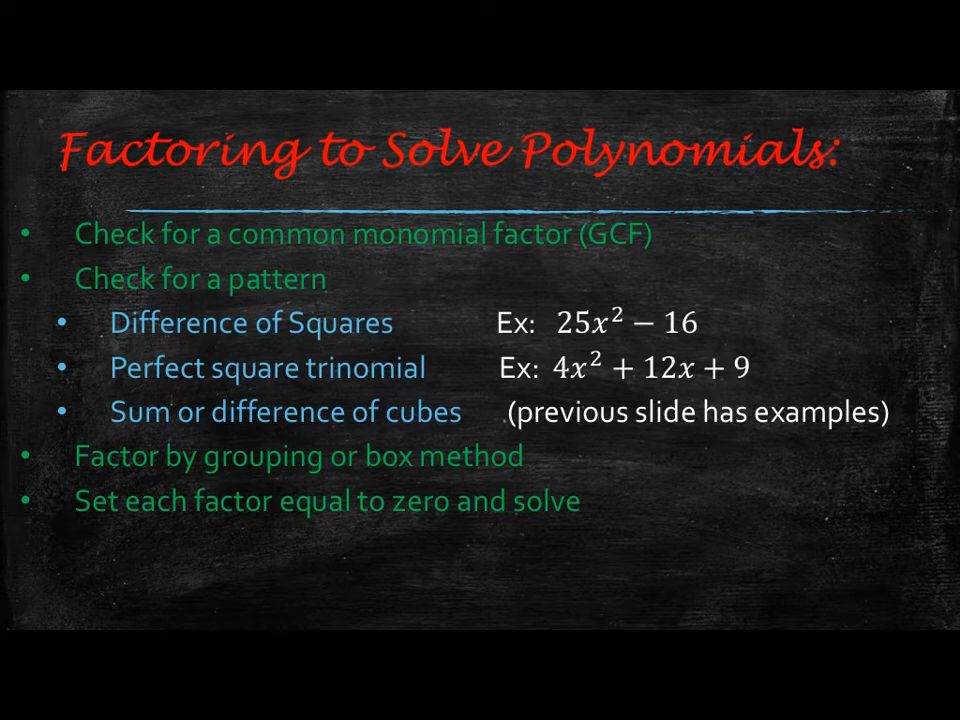 Factoring to Solve Polynomials:
• Check for a common monomial factor (GCF)
• Check for a pattern
• Difference of Squares Ex: 25𝑥² − 16
• Perfect square trinomial Ex: 4𝑥² + 12𝑥 + 9
• Sum or difference of cubes (previous slide has examples)
• Factor by grouping or box method
• Set each factor equal to zero and solve